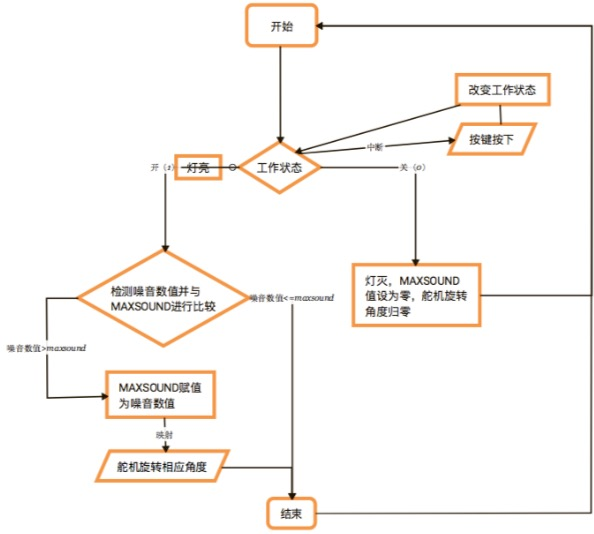 开始
改变工作状态
中断
按键按下
开（1）
灯亮
工作状态
关（0）
检测噪音数值并与
MAXSOUND进行比较
噪音数值<=maxsound
灯灭，MAXSOUND
值设为零，舵机旋转
角度归零
噪音数值>maxsound
MAXSOUND赋值
为噪音数值
映射
舵机旋转相应角度
结束